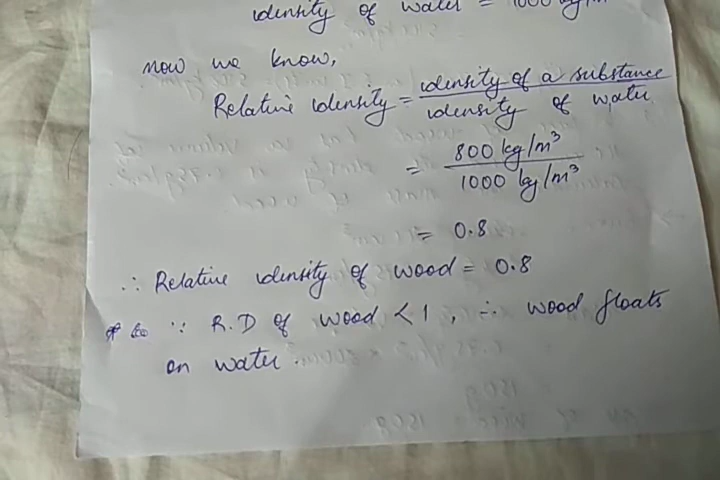 density of water = 1000 kg/m
now we know,
Relative density = density of a substance
density of water
= 800 kg/m³
1000 kg/m³
= 0.8
∴ Relative density of wood = 0.8
∵ R.D of wood < 1, ∴ wood floats
on water.